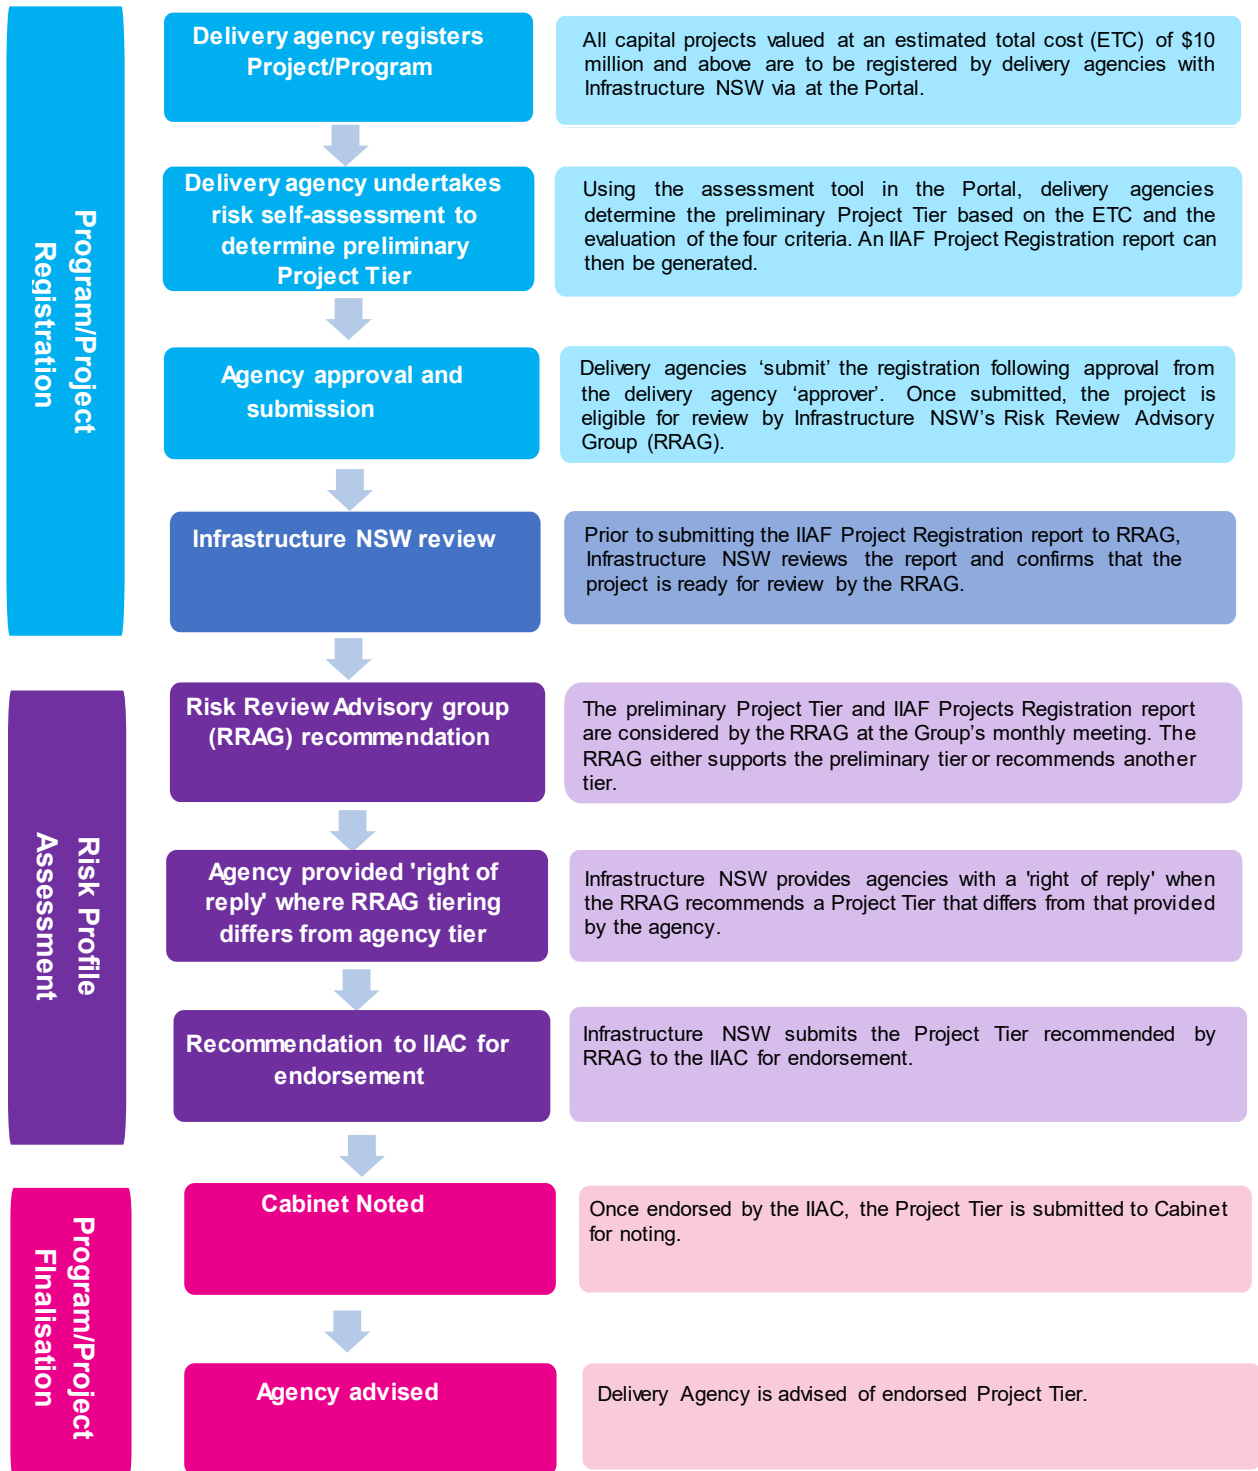 Program/Project
Registration
Delivery agency registers
Project/Program
All capital projects valued at an estimated total cost (ETC) of $10
million and above are to be registered by delivery agencies with
Infrastructure NSW via at the Portal.
Delivery agency undertakes
risk self-assessment to
determine preliminary
Project Tier
Using the assessment tool in the Portal, delivery agencies
determine the preliminary Project Tier based on the ETC and the
evaluation of the four criteria. An IIAF Project Registration report can
then be generated.
Agency approval and
submission
Delivery agencies ‘submit’ the registration following approval from
the delivery agency ‘approver’. Once submitted, the project is
eligible for review by Infrastructure NSW’s Risk Review Advisory
Group (RRAG).
Infrastructure NSW review
Prior to submitting the IIAF Project Registration report to RRAG,
Infrastructure NSW reviews the report and confirms that the
project is ready for review by the RRAG.
Risk Profile
Assessment
Risk Review Advisory group
(RRAG) recommendation
The preliminary Project Tier and IIAF Projects Registration report
are considered by the RRAG at the Group’s monthly meeting. The
RRAG either supports the preliminary tier or recommends another
tier.
Agency provided 'right of
reply' where RRAG tiering
differs from agency tier
Infrastructure NSW provides agencies with a 'right of reply' when
the RRAG recommends a Project Tier that differs from that provided
by the agency.
Recommendation to IIAC for
endorsement
Infrastructure NSW submits the Project Tier recommended by
RRAG to the IIAC for endorsement.
Program/Project
FInalisation
Cabinet Noted
Once endorsed by the IIAC, the Project Tier is submitted to Cabinet
for noting.
Agency advised
Delivery Agency is advised of endorsed Project Tier.